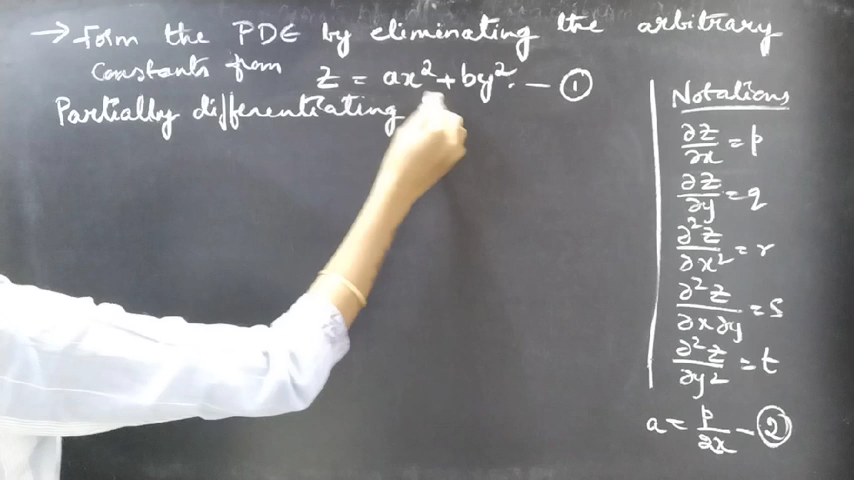 → Form the PDE by eliminating the arbitrary
Constants from z = ax² + by². — ①
Partially differentiating
Notations
∂z/∂x = p
∂z/∂y = q
∂²z/∂x² = r
∂²z/∂x∂y = s
∂²z/∂y² = t
a = p/2x — ②